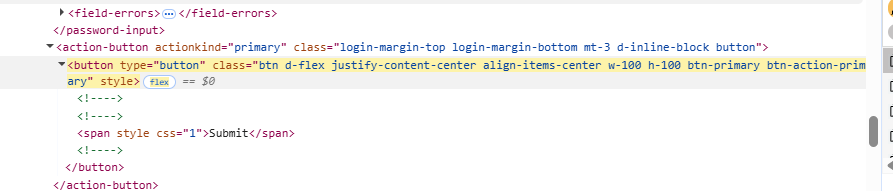 <field-errors>…</field-errors>
</password-input>
<action-button actionkind="primary" class="login-margin-top login-margin-bottom mt-3 d-inline-block button">
<button type="button" class="btn d-flex justify-content-center align-items-center w-100 h-100 btn-primary btn-action-prim
ary" style> flex == $0
<!---->
<!---->
<span style css="1">Submit</span>
<!---->
</button>
</action-button>